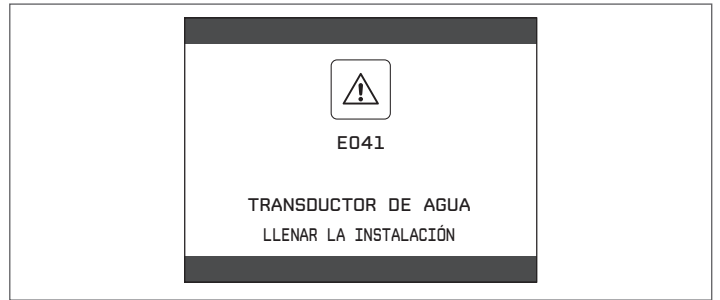 E041
TRANSDUCTOR DE AGUA
LLENAR LA INSTALACIÓN